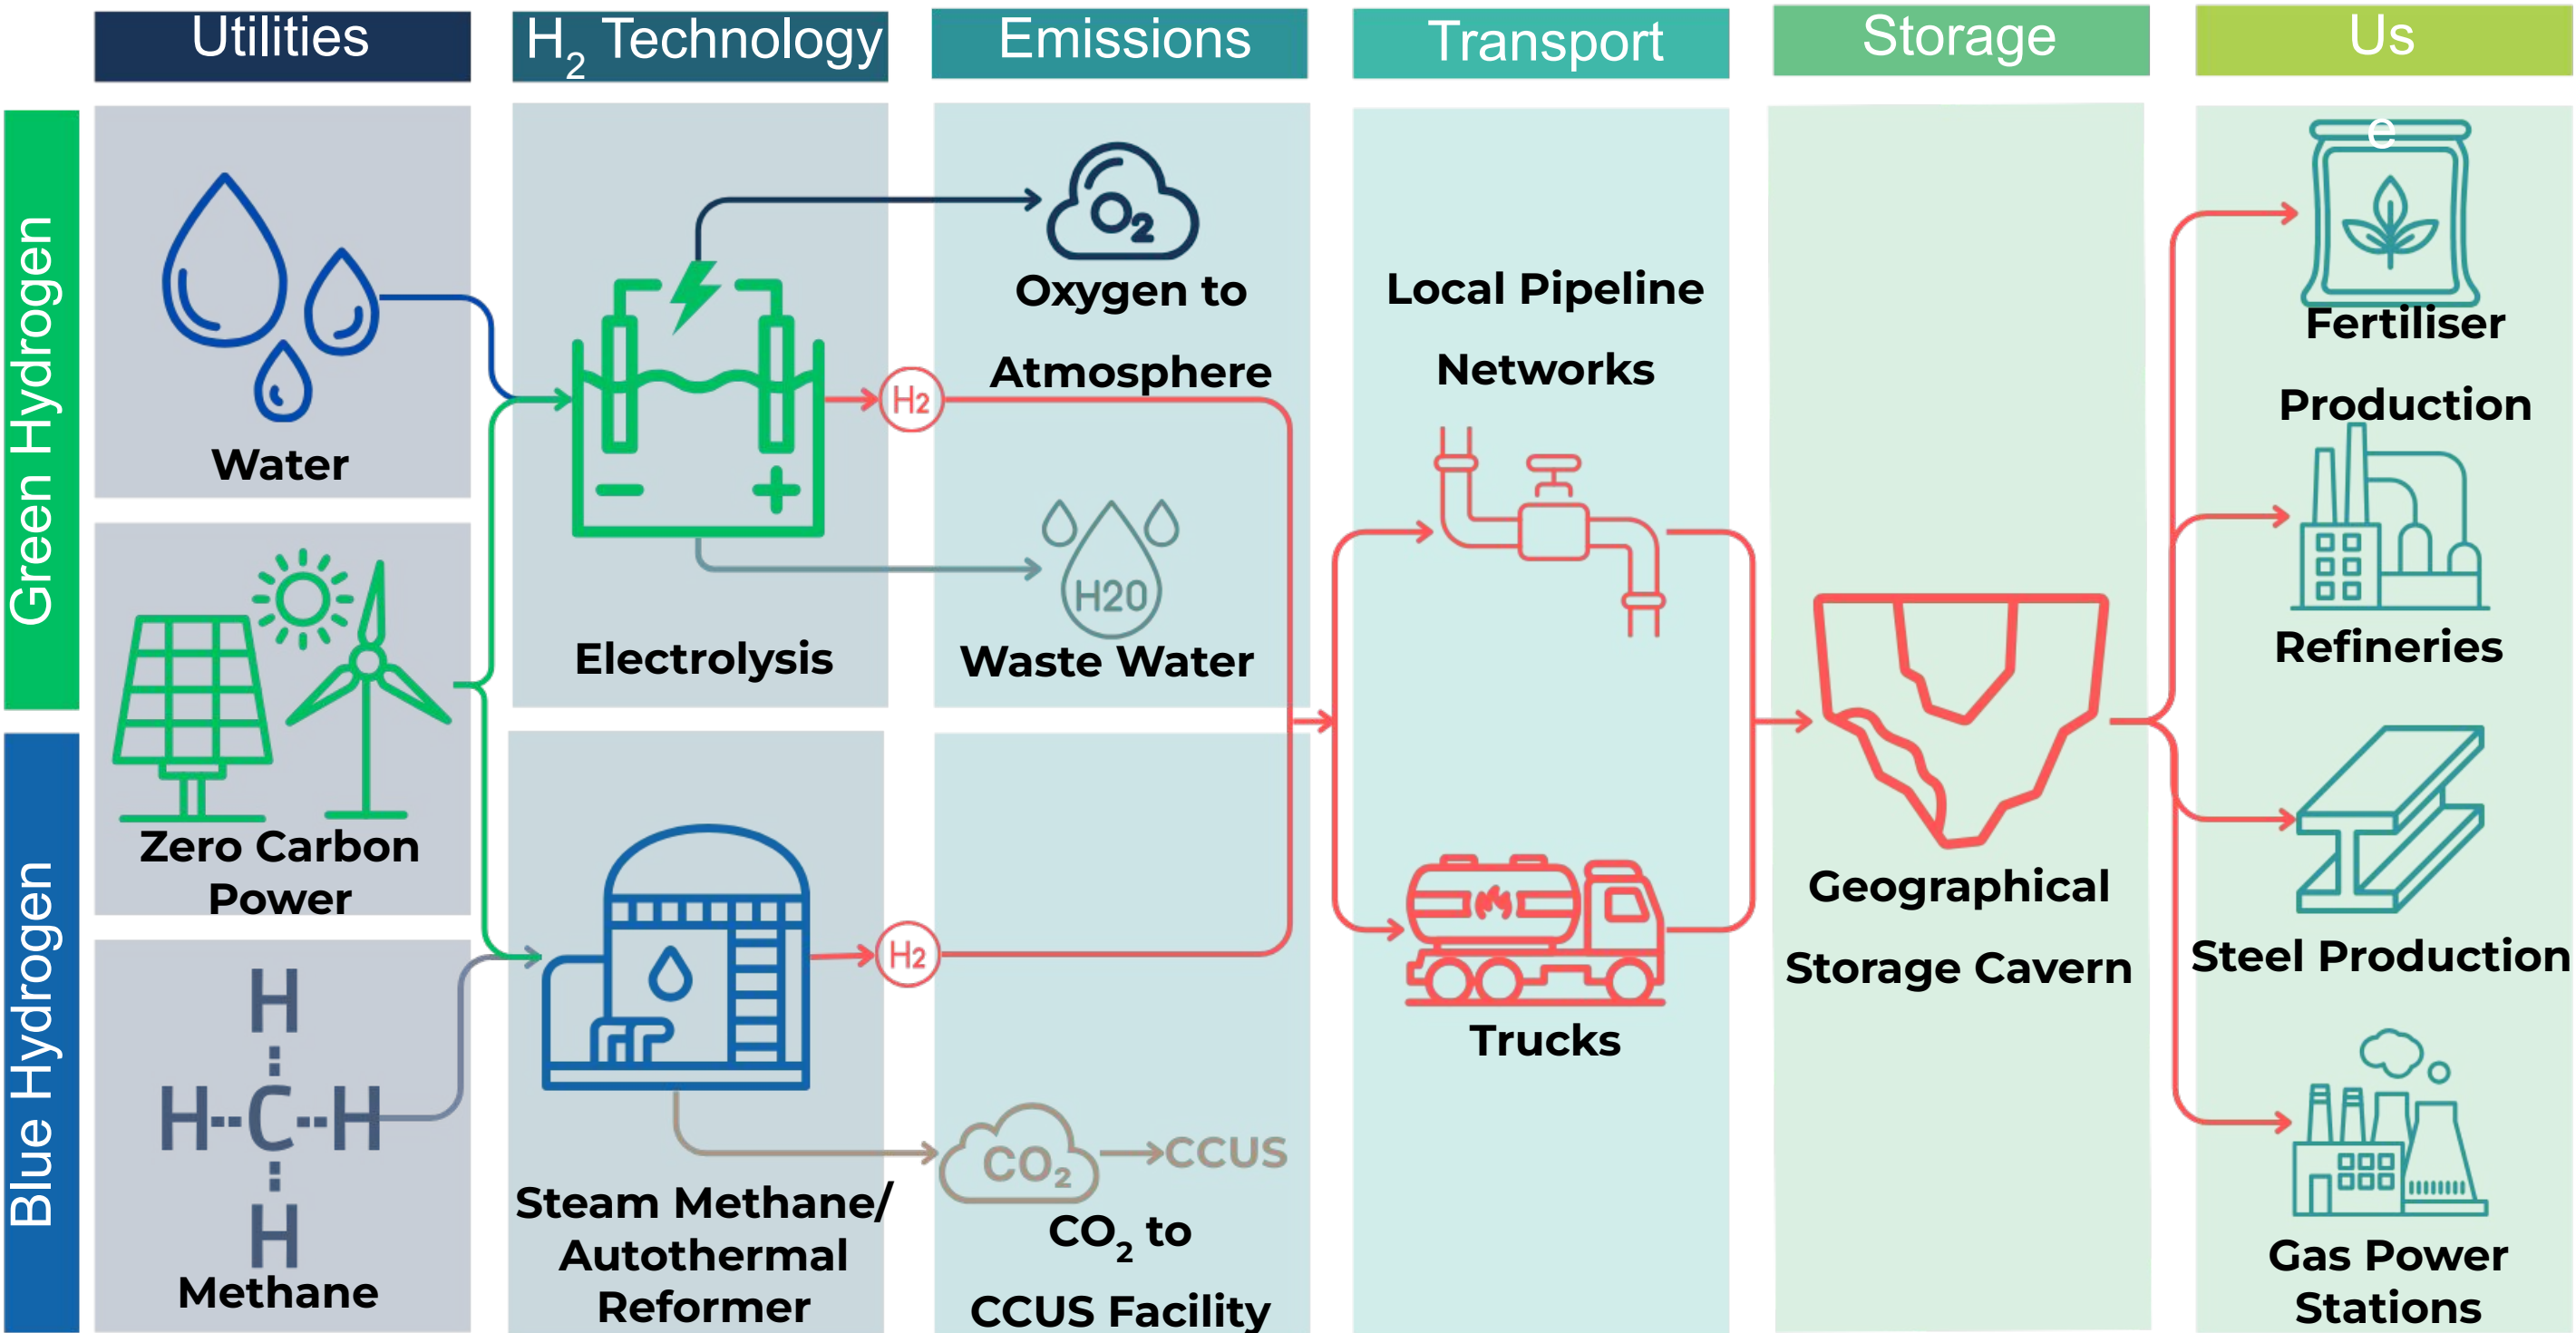 Utilities
H₂ Technology
Emissions
Transport
Storage
Us
e
Green Hydrogen
Blue Hydrogen
Water
Zero Carbon
Power
H
H--C--H
H
Methane
H2
Electrolysis
H2
Steam Methane/
Autothermal
Reformer
O₂
Oxygen to
Atmosphere
H20
Waste Water
CO₂
CCUS
CO₂ to
CCUS Facility
Local Pipeline
Networks
Trucks
Geographical
Storage Cavern
Fertiliser
Production
Refineries
Steel Production
Gas Power
Stations